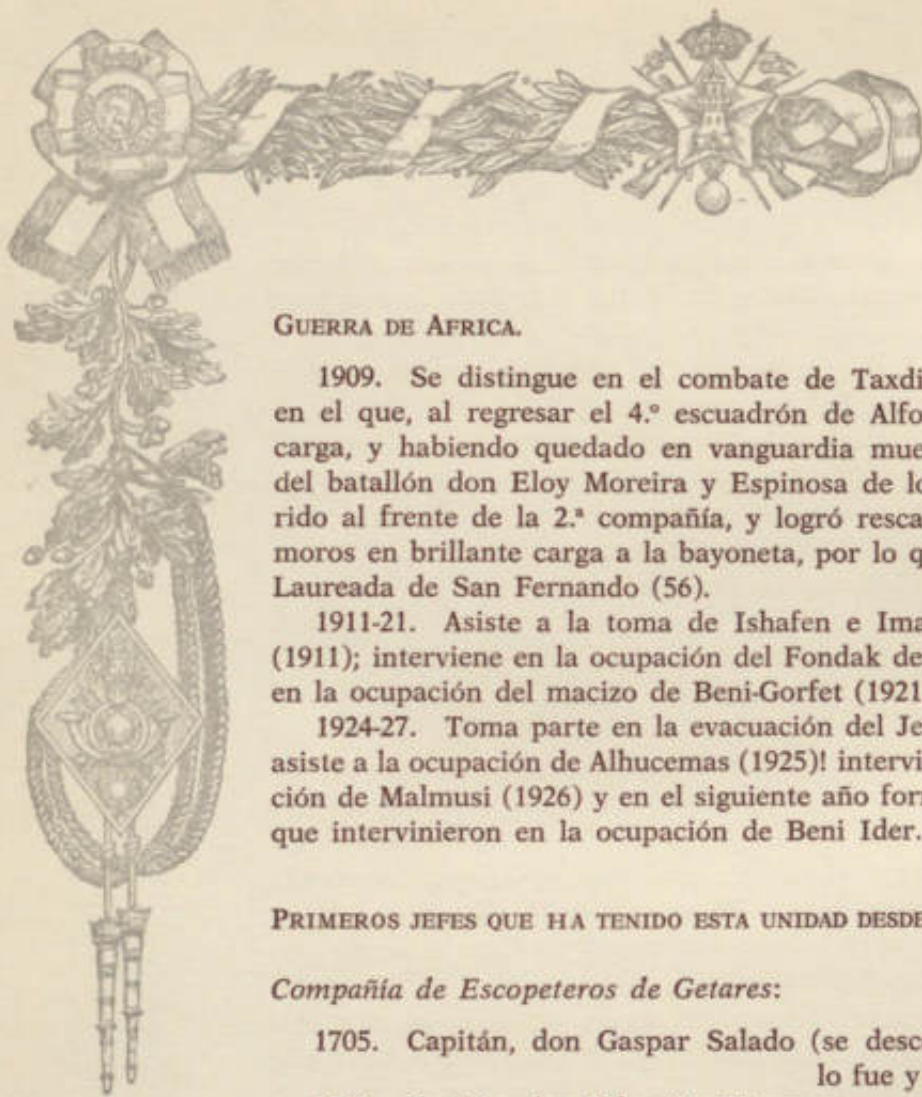 GUERRA DE AFRICA.
1909. Se distingue en el combate de Taxdi
en el que, al regresar el 4.º escuadrón de Alfo
carga, y habiendo quedado en vanguardia mue
del batallón don Eloy Moreira y Espinosa de lo
rido al frente de la 2.ª compañía, y logró resca
moros en brillante carga a la bayoneta, por lo q
Laureada de San Fernando (56).
1911-21. Asiste a la toma de Ishafen e Ima
(1911); interviene en la ocupación del Fondak de
en la ocupación del macizo de Beni-Gorfet (1921
1924-27. Toma parte en la evacuación del Je
asiste a la ocupación de Alhucemas (1925)! intervi
ción de Malmusi (1926) y en el siguiente año for
que intervinieron en la ocupación de Beni Ider.
PRIMEROS JEFES QUE HA TENIDO ESTA UNIDAD DESDE
Compañía de Escopeteros de Getares:
1705. Capitán, don Gaspar Salado (se desc
lo fue y